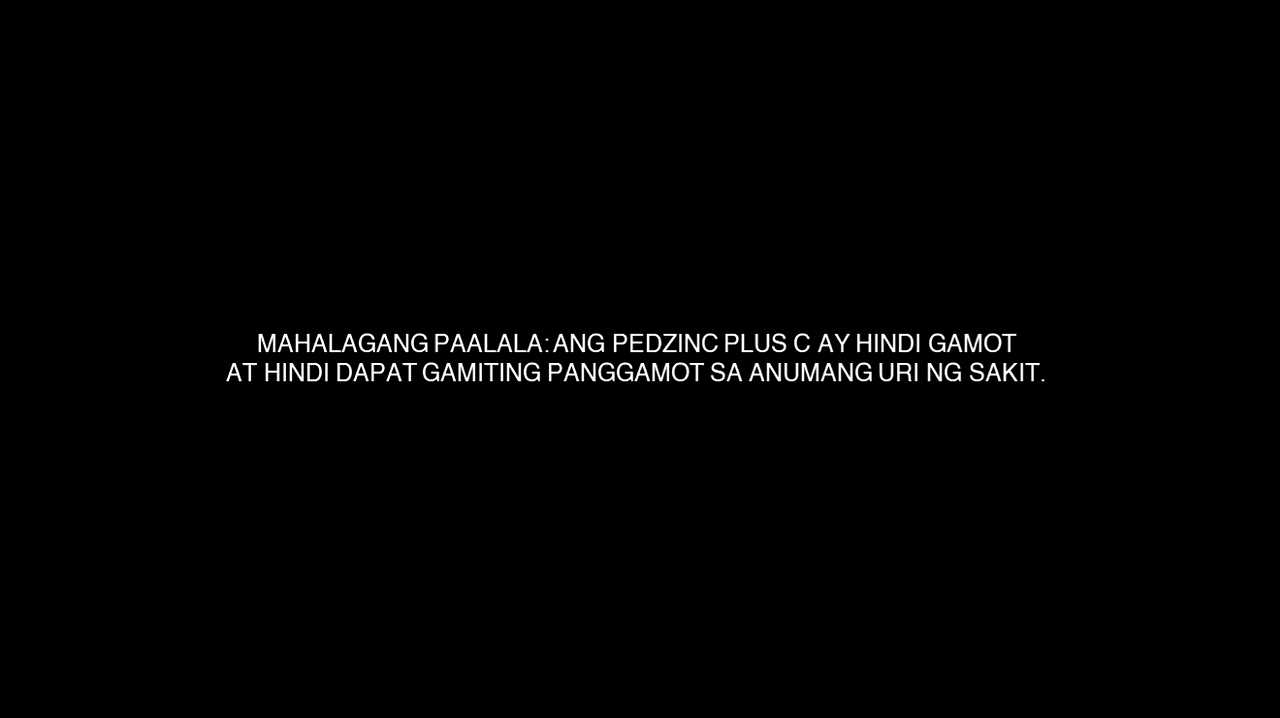 MAHALAGANG PAALALA: ANG PEDZINC PLUS C AY HINDI GAMOT
AT HINDI DAPAT GAMITING PANGGAMOT SA ANUMANG URI NG SAKIT.